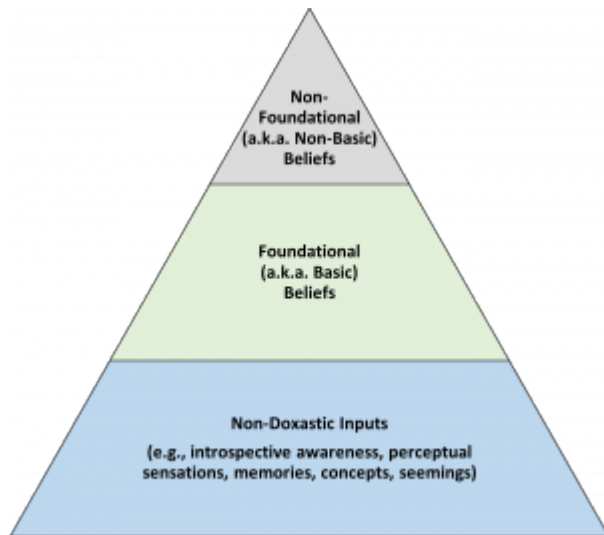 Non-
Foundational
(a.k.a. Non-Basic)
Beliefs
Foundational
(a.k.a. Basic)
Beliefs
Non-Doxastic Inputs
(e.g., introspective awareness, perceptual
sensations, memories, concepts, seemings)